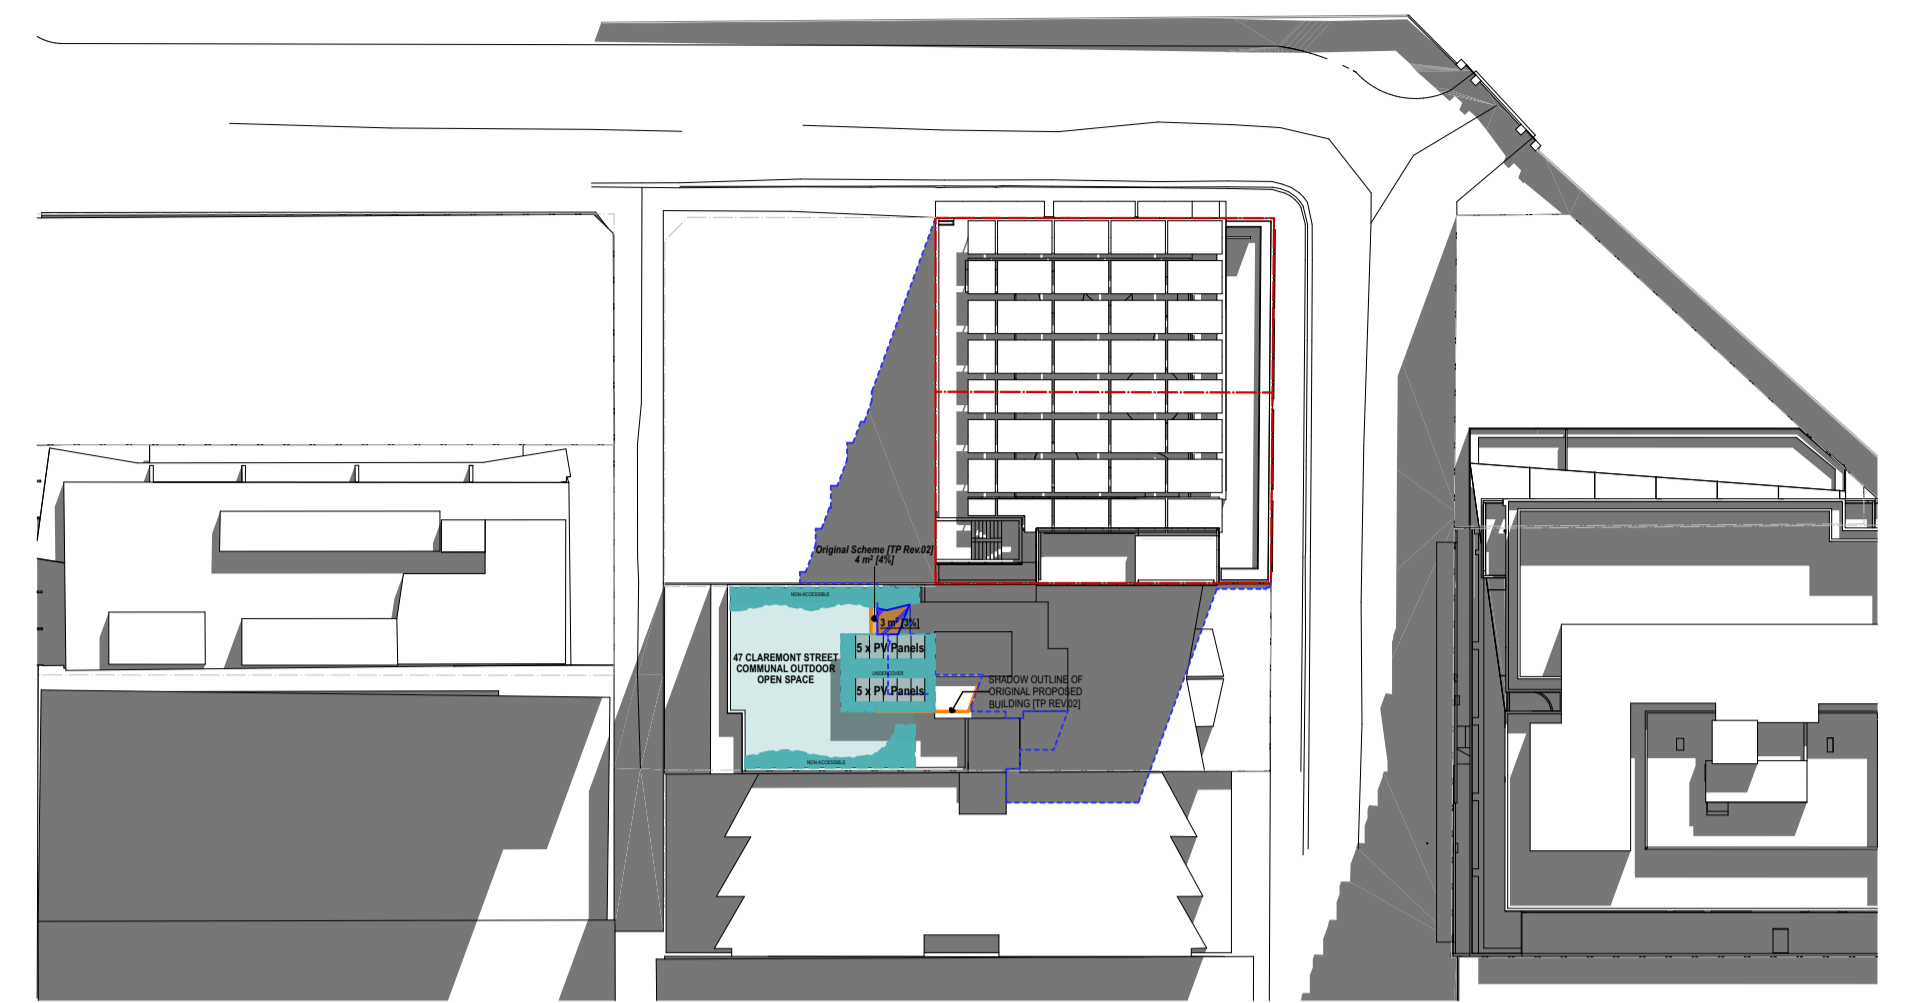 Original Scheme [TP Rev.02]
4 m² [4%]
NON-ACCESSIBLE
3 m² [3%]
5 x PV Panels
47 CLAREMONT STREET
COMMUNAL OUTDOOR
OPEN SPACE
UNDERCOVER
5 x PV Panels
SHADOW OUTLINE OF
ORIGINAL PROPOSED
BUILDING [TP REV.02]
NON-ACCESSIBLE